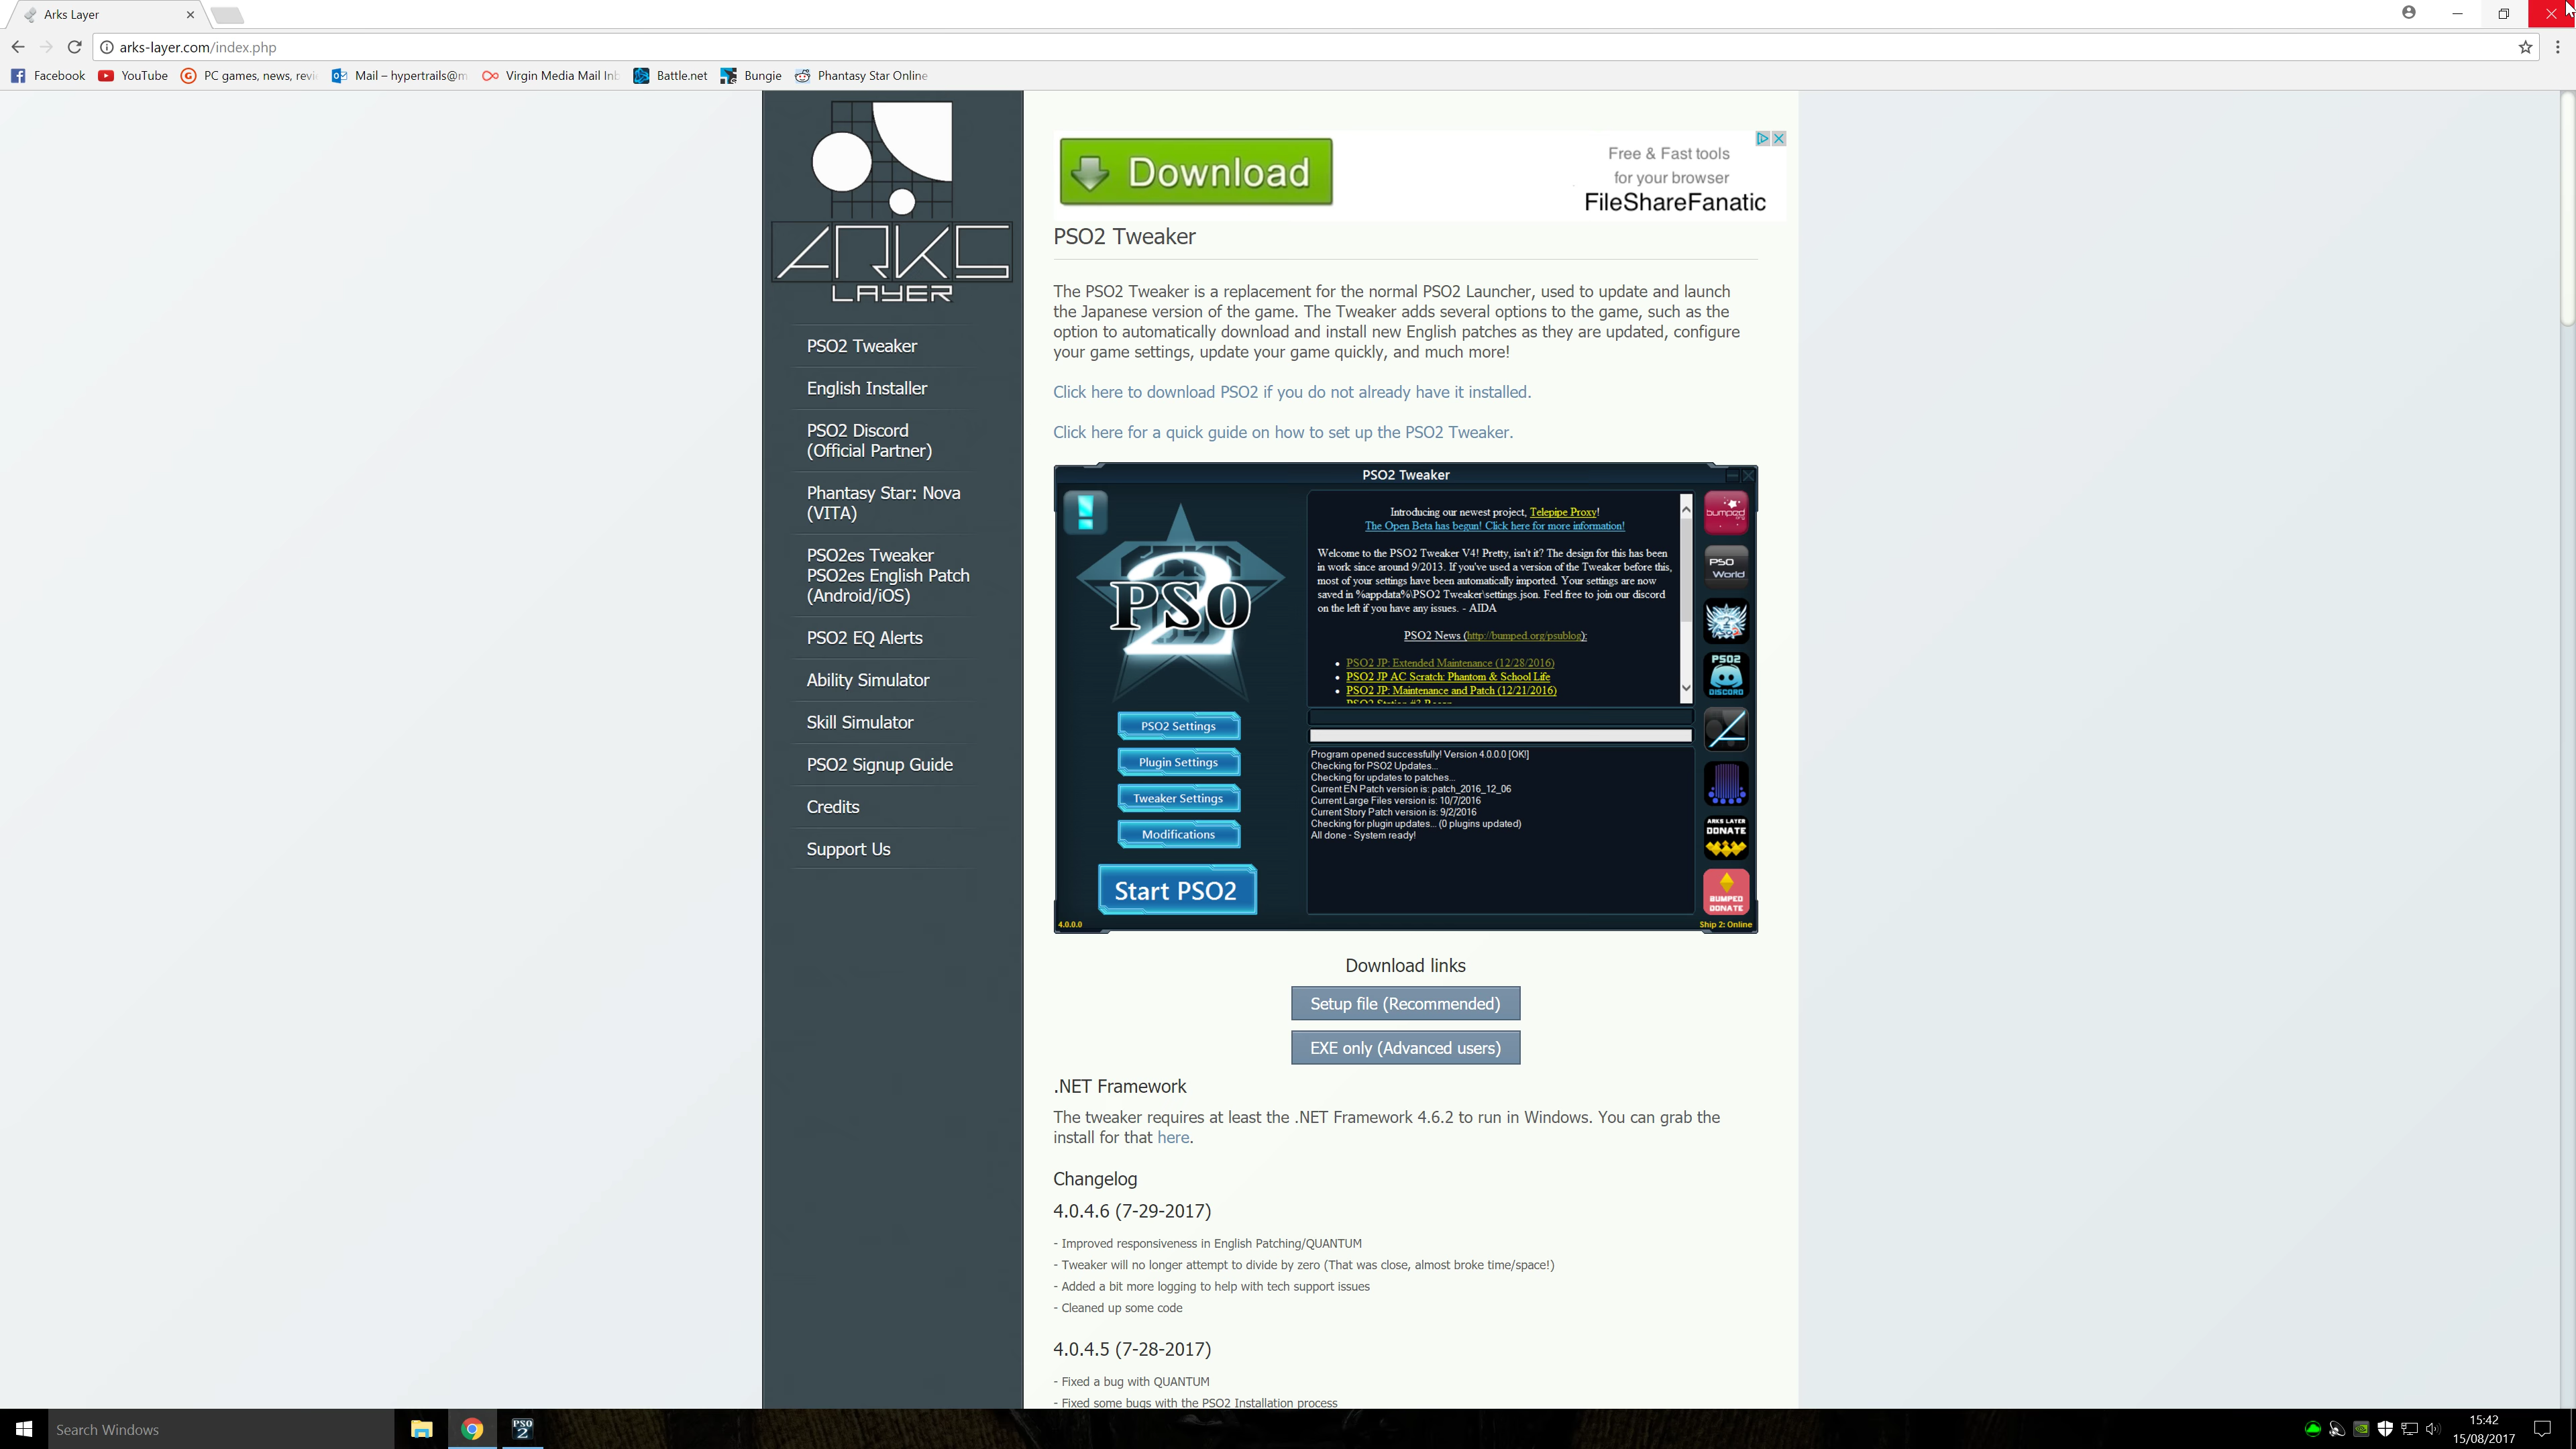 Arks Layer
arks-layer.com/index.php
Facebook
YouTube
PC games, news, revi
Mail – hypertrails@m
Virgin Media Mail Inb
Battle.net
Bungie
Phantasy Star Online
ARKS
LAYER
PSO2 Tweaker
English Installer
PSO2 Discord
(Official Partner)
Phantasy Star: Nova
(VITA)
PSO2es Tweaker
PSO2es English Patch
(Android/iOS)
PSO2 EQ Alerts
Ability Simulator
Skill Simulator
PSO2 Signup Guide
Credits
Support Us
Download
Free & Fast tools
for your browser
FileShareFanatic
PSO2 Tweaker
The PSO2 Tweaker is a replacement for the normal PSO2 Launcher, used to update and launch
the Japanese version of the game. The Tweaker adds several options to the game, such as the
option to automatically download and install new English patches as they are updated, configure
your game settings, update your game quickly, and much more!
Click here to download PSO2 if you do not already have it installed.
Click here for a quick guide on how to set up the PSO2 Tweaker.
PSO2 Tweaker
PSO
2
PSO2 Settings
Plugin Settings
Tweaker Settings
Modifications
Start PSO2
4.0.0.0
Introducing our newest project, Telepipe Proxy!
The Open Beta has begun! Click here for more information!
Welcome to the PSO2 Tweaker V4! Pretty, isn't it? The design for this has been
in work since around 9/2013. If you've used a version of the Tweaker before this,
most of your settings have been automatically imported. Your settings are now
saved in %appdata%\PSO2 Tweaker\settings.json. Feel free to join our discord
on the left if you have any issues. - AIDA
PSO2 News (http://bumped.org/psublog):
PSO2 JP: Extended Maintenance (12/28/2016)
PSO2 JP AC Scratch: Phantom & School Life
PSO2 JP: Maintenance and Patch (12/21/2016)
PSO2 Station #3 Recap
Program opened successfully! Version 4.0.0.0 [OK!]
Checking for PSO2 Updates...
Checking for updates to patches...
Current EN Patch version is: patch_2016_12_06
Current Large Files version is: 10/7/2016
Current Story Patch version is: 9/2/2016
Checking for plugin updates... (0 plugins updated)
All done - System ready!
bumped.org
PSO
World
PSO2
DISCORD
ARKS LAYER
DONATE
BUMPED
DONATE
Ship 2: Online
Download links
Setup file (Recommended)
EXE only (Advanced users)
.NET Framework
The tweaker requires at least the .NET Framework 4.6.2 to run in Windows. You can grab the
install for that here.
Changelog
4.0.4.6 (7-29-2017)
- Improved responsiveness in English Patching/QUANTUM
- Tweaker will no longer attempt to divide by zero (That was close, almost broke time/space!)
- Added a bit more logging to help with tech support issues
- Cleaned up some code
4.0.4.5 (7-28-2017)
- Fixed a bug with QUANTUM
- Fixed some bugs with the PSO2 Installation process
Search Windows
PSO
2
15:42
15/08/2017